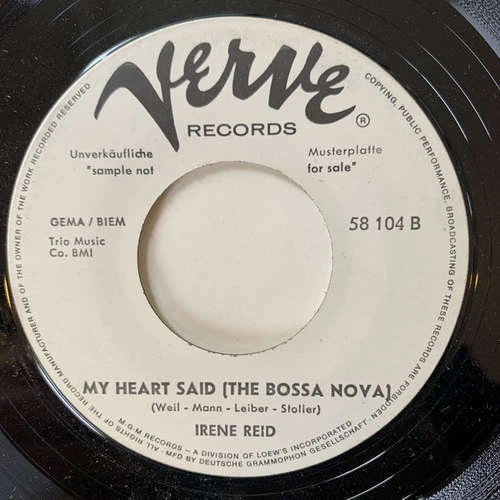 Verve
RECORDS ®
Unverkäufliche Musterplatte
"sample not for sale"
GEMA / BIEM 58 104 B
Trio Music
Co. BMI
MY HEART SAID (THE BOSSA NOVA)
(Weil - Mann - Leiber - Stoller)
IRENE REID
M.G.M RECORDS - A DIVISION OF LOEW'S INCORPORATED
MFD BY DEUTSCHE GRAMMOPHON GESELLSCHAFT.
ALL RIGHTS OF THE RECORD MANUFACTURER AND OF THE OWNER OF THE WORK RECORDED RESERVED
COPYING, PUBLIC PERFORMANCE, BROADCASTING OF THESE RECORDS ARE FORBIDDEN